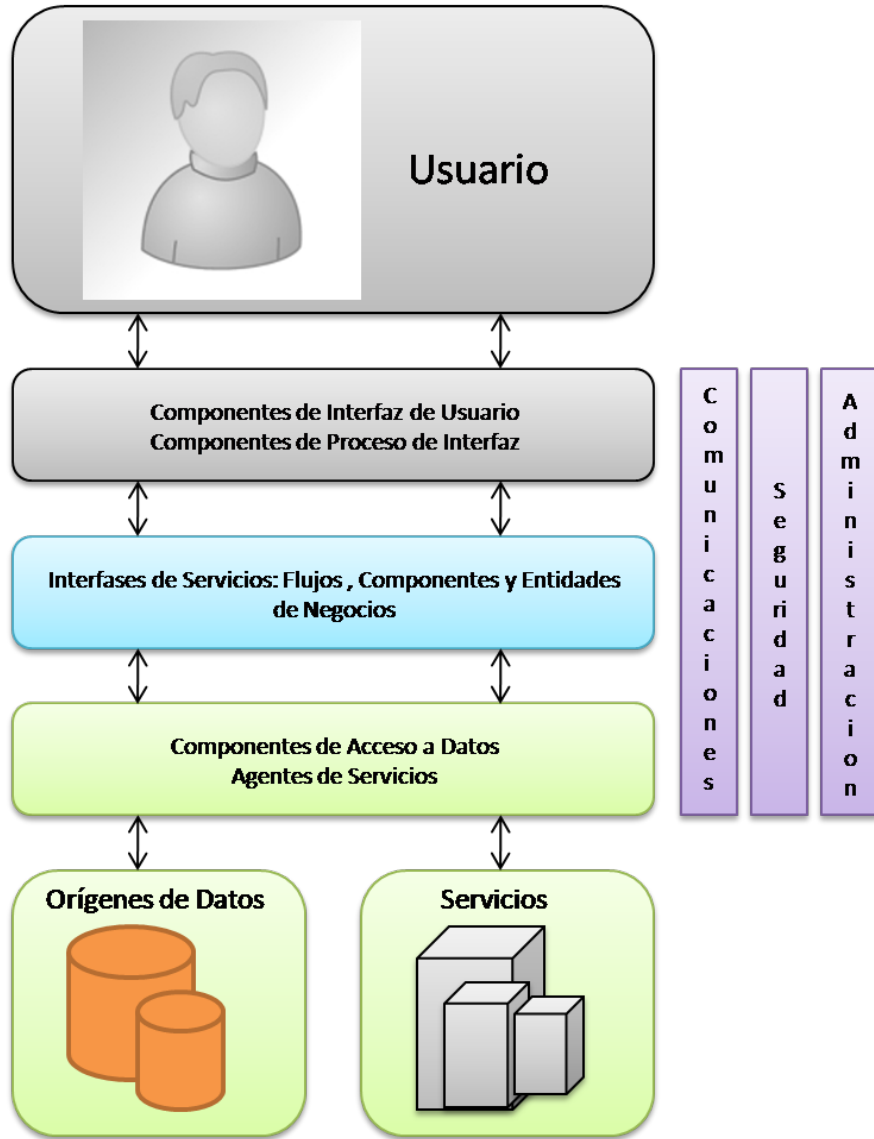 Usuario
Componentes de Interfaz de Usuario
Componentes de Proceso de Interfaz
Interfases de Servicios: Flujos , Componentes y Entidades
de Negocios
Componentes de Acceso a Datos
Agentes de Servicios
Orígenes de Datos
Servicios
Comunicaciones
Seguridad
Administracion